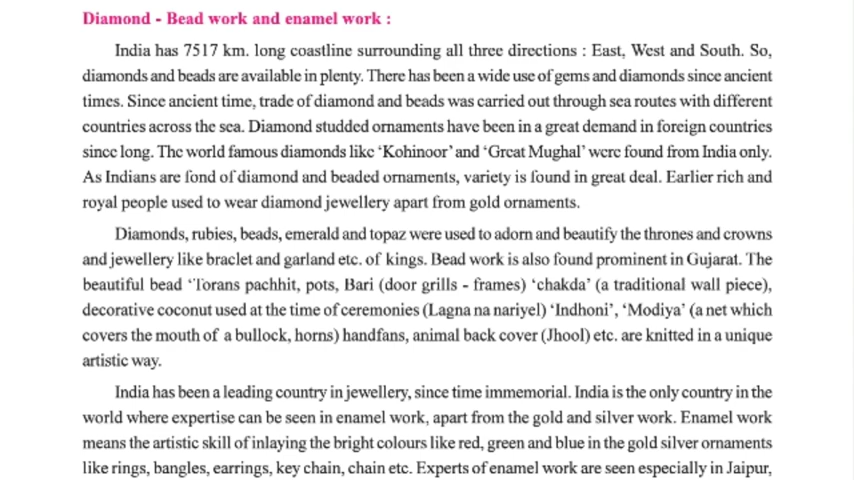 Diamond - Bead work and enamel work :
India has 7517 km. long coastline surrounding all three directions : East, West and South. So,
diamonds and beads are available in plenty. There has been a wide use of gems and diamonds since ancient
times. Since ancient time, trade of diamond and beads was carried out through sea routes with different
countries across the sea. Diamond studded ornaments have been in a great demand in foreign countries
since long. The world famous diamonds like ‘Kohinoor’ and ‘Great Mughal’ were found from India only.
As Indians are fond of diamond and beaded ornaments, variety is found in great deal. Earlier rich and
royal people used to wear diamond jewellery apart from gold ornaments.
Diamonds, rubies, beads, emerald and topaz were used to adorn and beautify the thrones and crowns
and jewellery like braclet and garland etc. of kings. Bead work is also found prominent in Gujarat. The
beautiful bead ‘Torans pachhit, pots, Bari (door grills - frames) ‘chakda’ (a traditional wall piece),
decorative coconut used at the time of ceremonies (Lagna na nariyel) ‘Indhoni’, ‘Modiya’ (a net which
covers the mouth of a bullock, horns) handfans, animal back cover (Jhool) etc. are knitted in a unique
artistic way.
India has been a leading country in jewellery, since time immemorial. India is the only country in the
world where expertise can be seen in enamel work, apart from the gold and silver work. Enamel work
means the artistic skill of inlaying the bright colours like red, green and blue in the gold silver ornaments
like rings, bangles, earrings, key chain, chain etc. Experts of enamel work are seen especially in Jaipur,